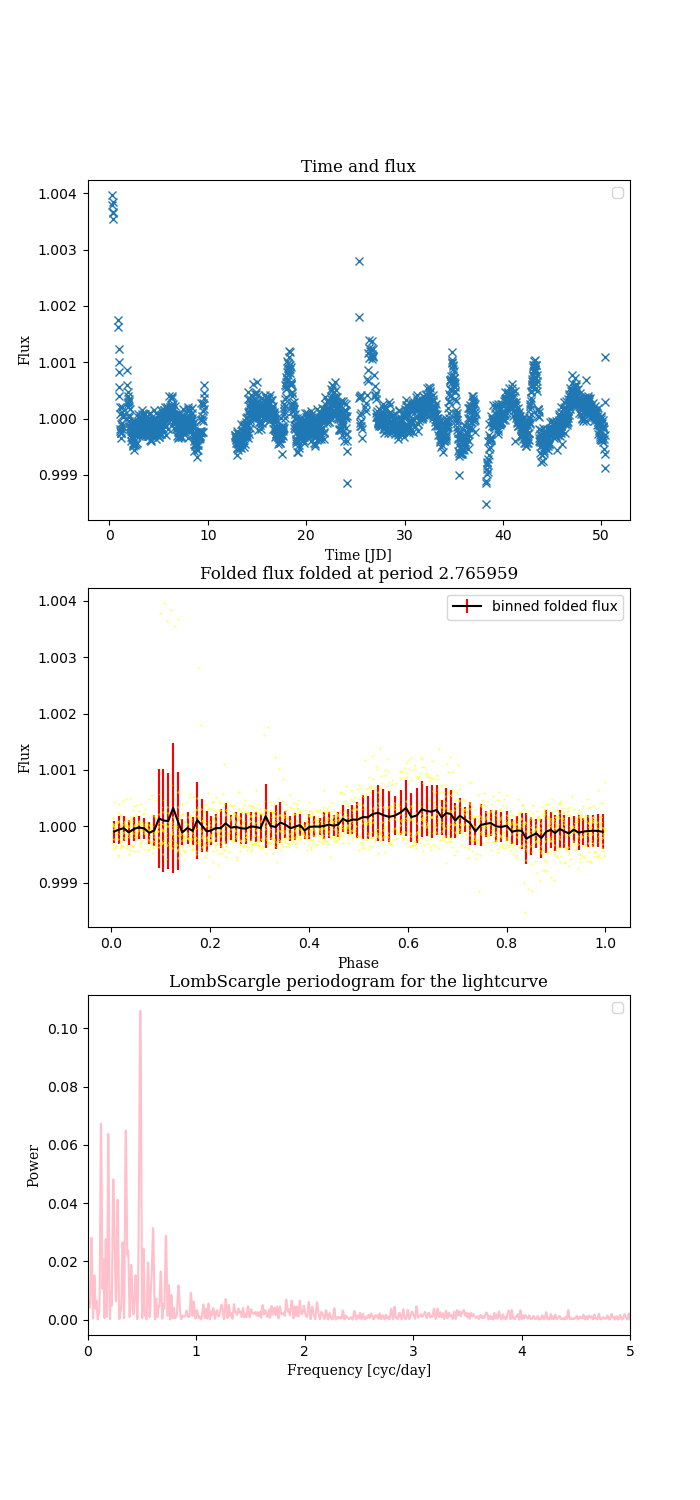 Time and flux
1.004
1.003
1.002
1.001
1.000
0.999
Flux
0 10 20 30 40 50
Time [JD]
Folded flux folded at period 2.765959
binned folded flux
1.004
1.003
1.002
1.001
1.000
0.999
Flux
0.0 0.2 0.4 0.6 0.8 1.0
Phase
LombScargle periodogram for the lightcurve
0.10
0.08
0.06
0.04
0.02
0.00
Power
0 1 2 3 4 5
Frequency [cyc/day]